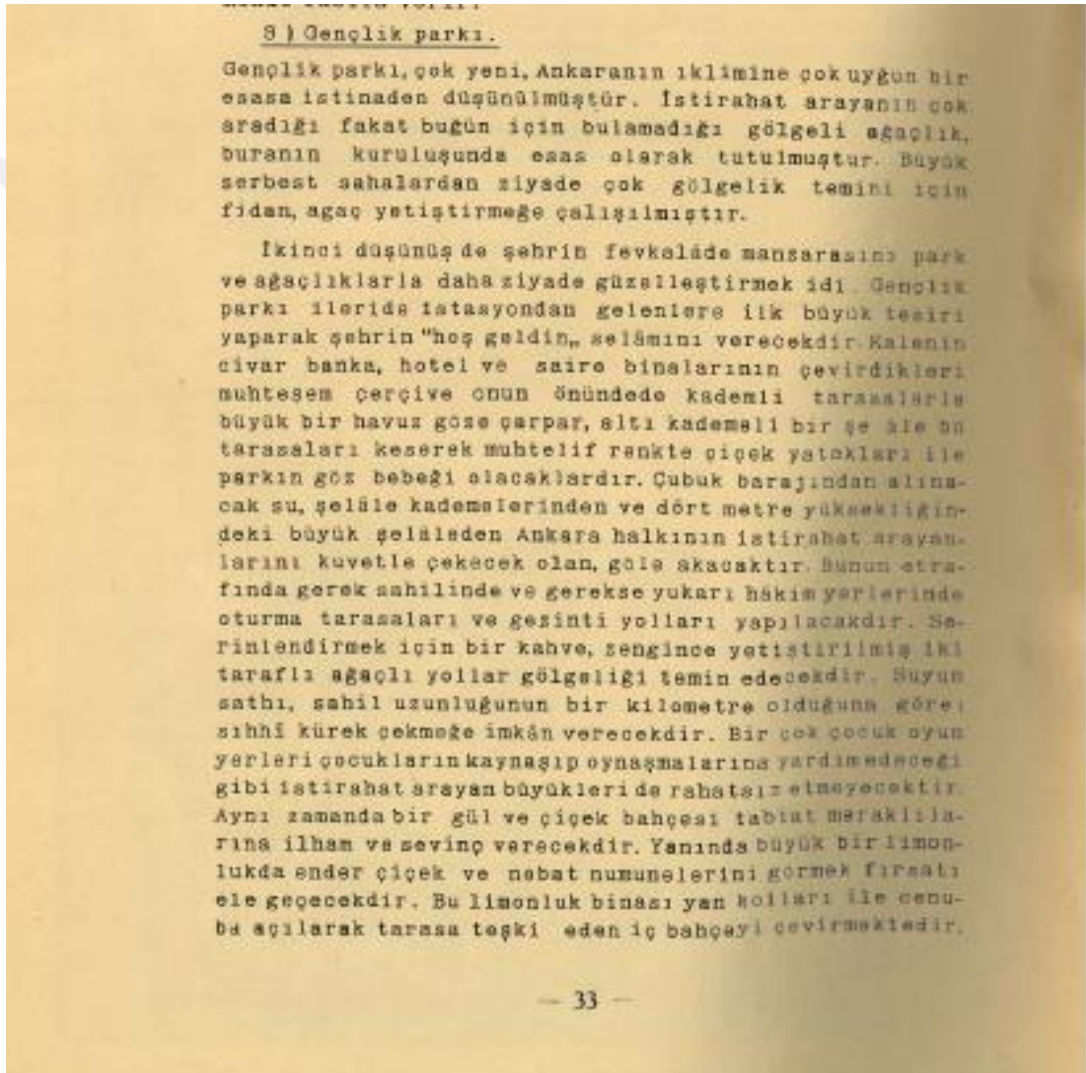 8) Gençlik parkı.
Gençlik parkı, çok yeni, Ankaranın iklimine çok uyğun bir
esasa istinaden düşünülmüştür. İstirahat arayanın çok
aradığı fakat buğün için bulamadığı gölgeli ağaçlık,
buranın kuruluşunda esas olarak tutulmuştur. Büyük
serbest sahalardan ziyade çok gölgelik temini için
fidan, agaç yetiştirmeğe çalışılmıştır.
İkinci düşünüş de şehrin fevkalâde manzarasını park
ve ağaçlıklarla daha ziyade güzelleştirmek idi. Gençlik
parkı ileride istasyondan gelenlere ilk büyük tesiri
yaparak şehrin "hoş geldin„ selâmını verecekdir. Kalenin
civar banka, hotel ve saire binalarının çevirdikleri
muhteşem çerçive onun önündede kademli tarasalarla
büyük bir havuz göze çarpar, altı kademeli bir şe âle bu
tarasaları keserek muhtelif renkte çiçek yatakları ile
parkın göz bebeği olacaklardır. Çubuk barajından alına-
cak su, şelâle kademelerinden ve dört metre yüksekliğin-
deki büyük şelâleden Ankara halkının istirahat arayan-
larını kuvetle çekecek olan, göle akacaktır. Bunun etra-
fında gerek sahilinde ve gerekse yukarı hâkim yerlerinde
oturma tarasaları ve gezinti yolları yapılacakdır. Se-
rinlendirmek için bir kahve, zengince yetiştirilmiş iki
taraflı ağaçlı yollar gölgeliği temin edecekdir. Suyun
sathı, sahil uzunluğunun bir kilometre olduğuna göre;
sıhhî kürek çekmeğe imkân verecekdir. Bir çok çocuk oyun
yerleri çocukların kaynaşıp oynaşmalarına yardım edeceği
gibi istirahat arayan büyükleri de rahatsız etmeyecektir.
Aynı zamanda bir gül ve çiçek bahçesi tabiat meraklıla-
rına ilham ve sevinç verecekdir. Yanında büyük bir limon-
lukda ender çiçek ve nebat numunelerini görmek fırsatı
ele geçecekdir. Bu limonluk binası yan kolları ile cenu-
ba açılarak tarasa teşki eden iç bahçeyi çevirmektedir.
— 33 —